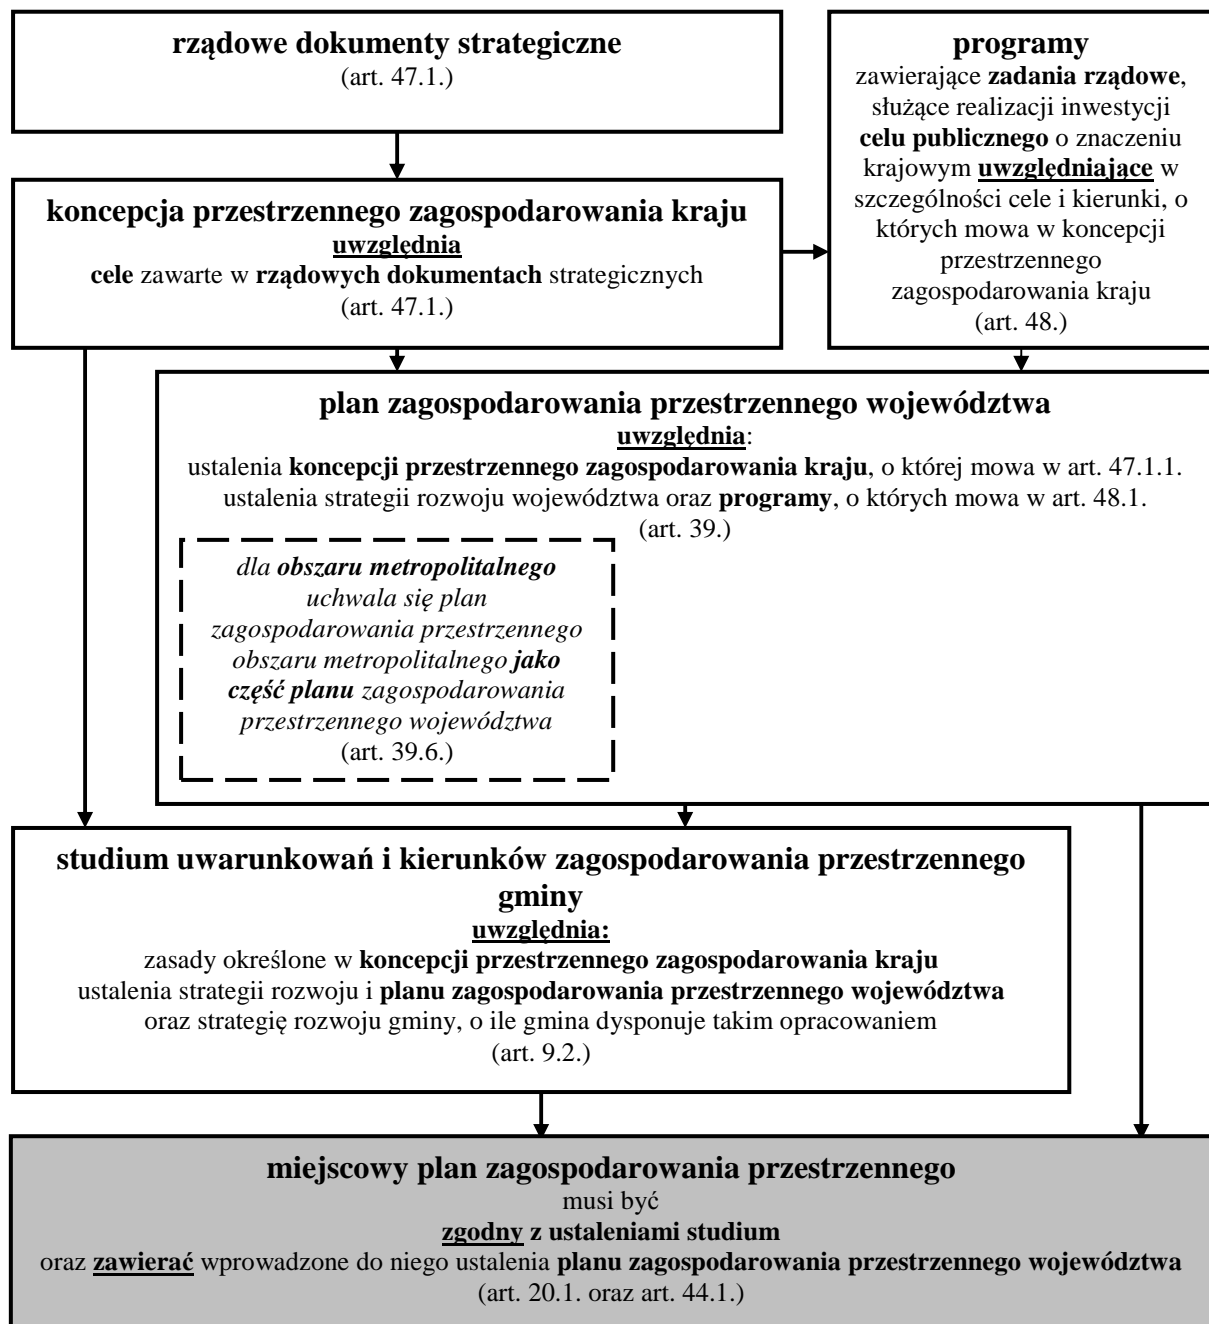 rządowe dokumenty strategiczne
(art. 47.1.)
programy
zawierające zadania rządowe,
służące realizacji inwestycji
celu publicznego o znaczeniu
krajowym uwzględniające w
szczególności cele i kierunki, o
których mowa w koncepcji
przestrzennego
zagospodarowania kraju
(art. 48.)
koncepcja przestrzennego zagospodarowania kraju
uwzględnia
cele zawarte w rządowych dokumentach strategicznych
(art. 47.1.)
plan zagospodarowania przestrzennego województwa
uwzględnia:
ustalenia koncepcji przestrzennego zagospodarowania kraju, o której mowa w art. 47.1.1.
ustalenia strategii rozwoju województwa oraz programy, o których mowa w art. 48.1.
(art. 39.)
dla obszaru metropolitalnego
uchwala się plan
zagospodarowania przestrzennego
obszaru metropolitalnego jako
część planu zagospodarowania
przestrzennego województwa
(art. 39.6.)
studium uwarunkowań i kierunków zagospodarowania przestrzennego
gminy
uwzględnia:
zasady określone w koncepcji przestrzennego zagospodarowania kraju
ustalenia strategii rozwoju i planu zagospodarowania przestrzennego województwa
oraz strategię rozwoju gminy, o ile gmina dysponuje takim opracowaniem
(art. 9.2.)
miejscowy plan zagospodarowania przestrzennego
musi być
zgodny z ustaleniami studium
oraz zawierać wprowadzone do niego ustalenia planu zagospodarowania przestrzennego województwa
(art. 20.1. oraz art. 44.1.)